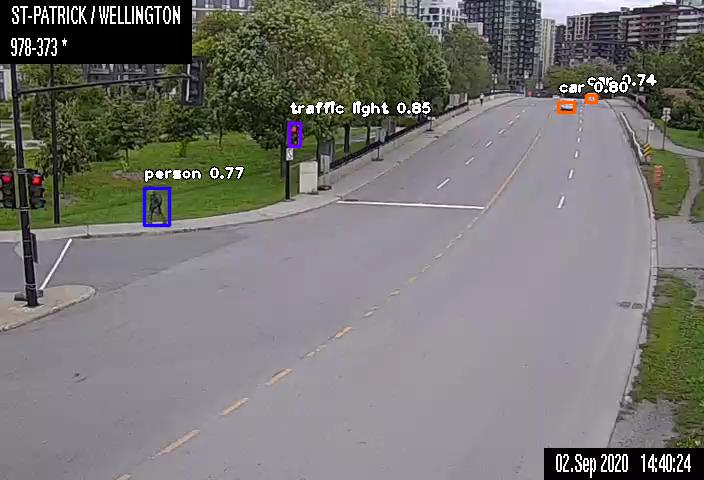 ST-PATRICK / WELLINGTON
978-373 *
car 0.74
car 0.80
traffic light 0.85
person 0.77
02.Sep 2020 14:40:24